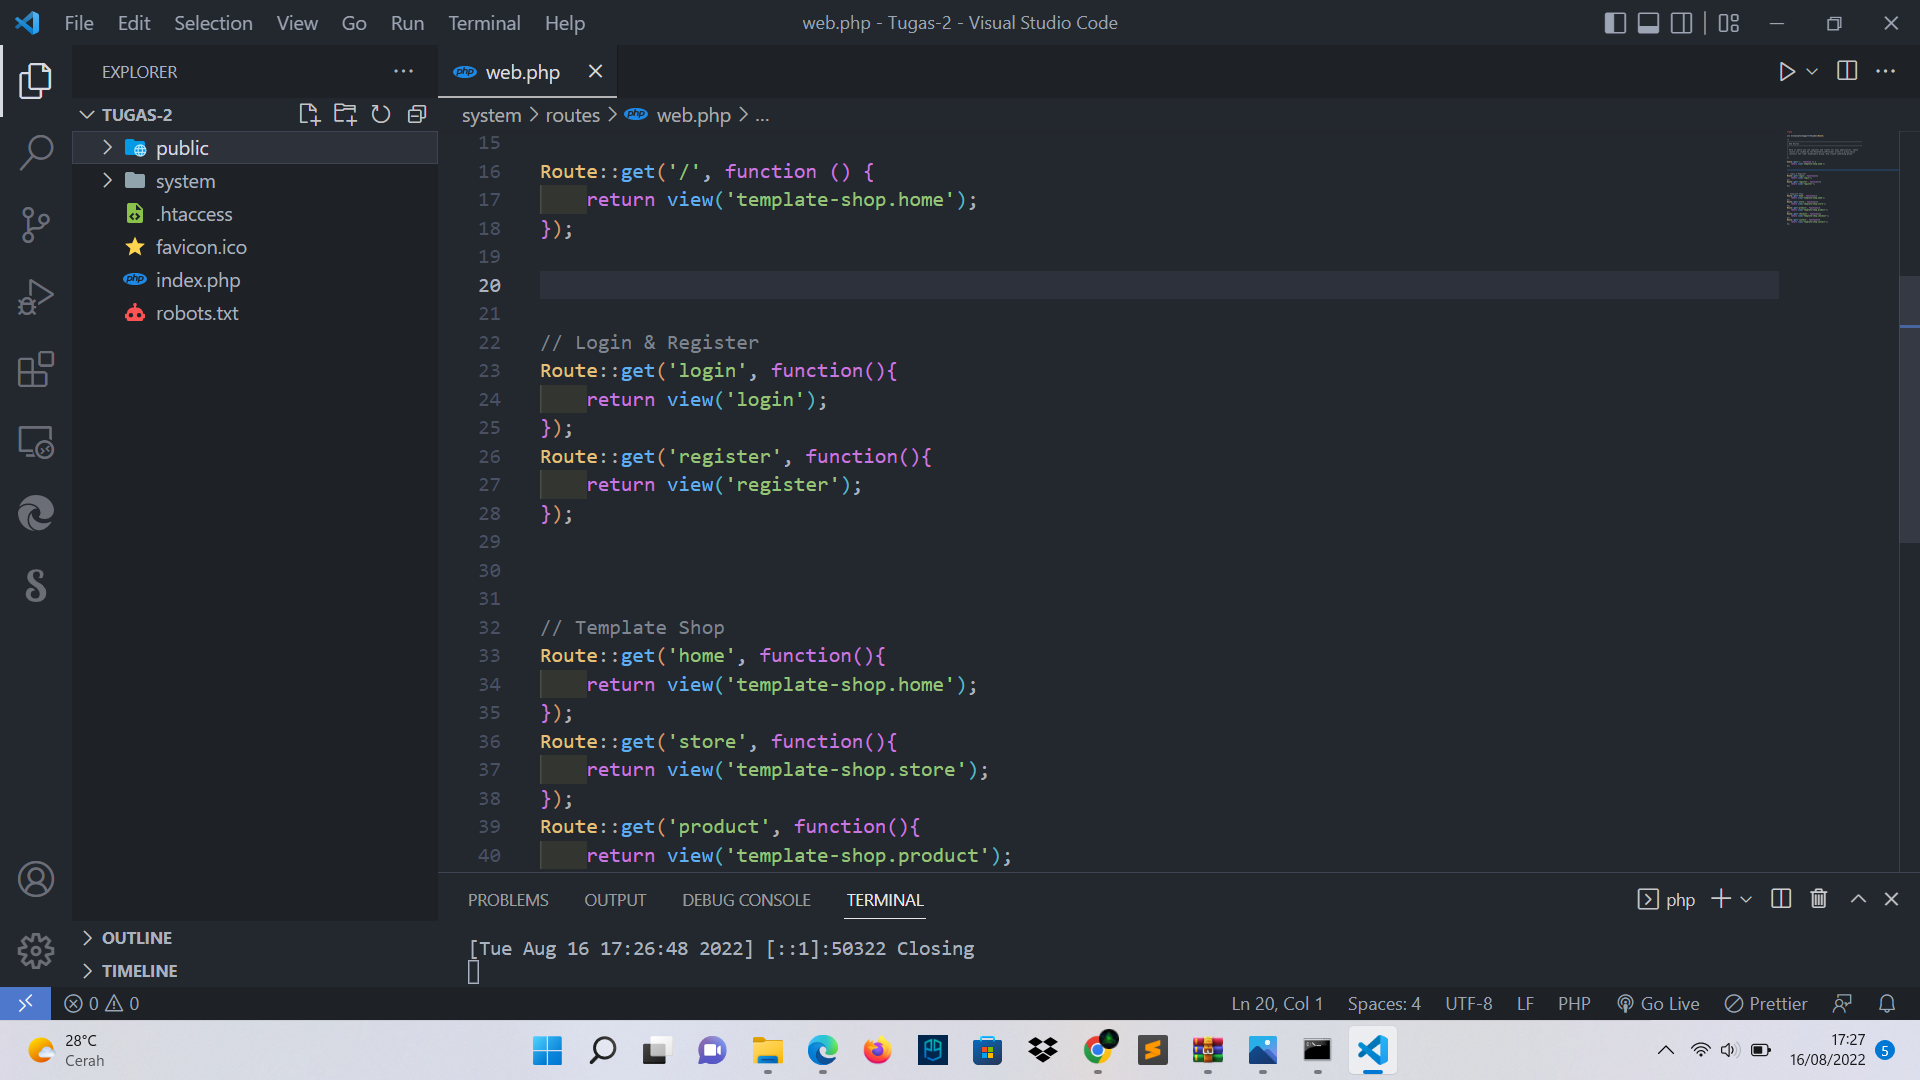 File Edit Selection View Go Run Terminal Help
web.php - Tugas-2 - Visual Studio Code
EXPLORER
php web.php
TUGAS-2
system > routes > php web.php > ...
public
system
.htaccess
favicon.ico
php index.php
robots.txt
15
16 Route::get('/', function () {
17 return view('template-shop.home');
18 });
19
20
21
22 // Login & Register
23 Route::get('login', function(){
24 return view('login');
25 });
26 Route::get('register', function(){
27 return view('register');
28 });
29
30
31
32 // Template Shop
33 Route::get('home', function(){
34 return view('template-shop.home');
35 });
36 Route::get('store', function(){
37 return view('template-shop.store');
38 });
39 Route::get('product', function(){
40 return view('template-shop.product');
OUTLINE
TIMELINE
PROBLEMS OUTPUT DEBUG CONSOLE TERMINAL
php
[Tue Aug 16 17:26:48 2022] [::1]:50322 Closing
0 0
Ln 20, Col 1 Spaces: 4 UTF-8 LF PHP Go Live Prettier
28°C
Cerah
17:27
16/08/2022
5